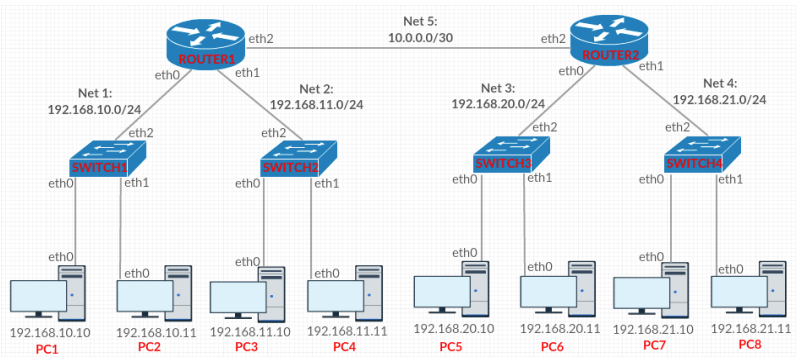 Net 5:
10.0.0.0/30
eth2
eth2
ROUTER1
ROUTER2
eth0
eth1
eth0
eth1
Net 1:
192.168.10.0/24
Net 2:
192.168.11.0/24
Net 3:
192.168.20.0/24
Net 4:
192.168.21.0/24
eth2
eth2
eth2
eth2
SWITCH1
SWITCH2
SWITCH3
SWITCH4
eth0
eth1
eth0
eth1
eth0
eth1
eth0
eth1
eth0
eth0
eth0
eth0
eth0
eth0
eth0
eth0
192.168.10.10
192.168.10.11
192.168.11.10
192.168.11.11
192.168.20.10
192.168.20.11
192.168.21.10
192.168.21.11
PC1
PC2
PC3
PC4
PC5
PC6
PC7
PC8